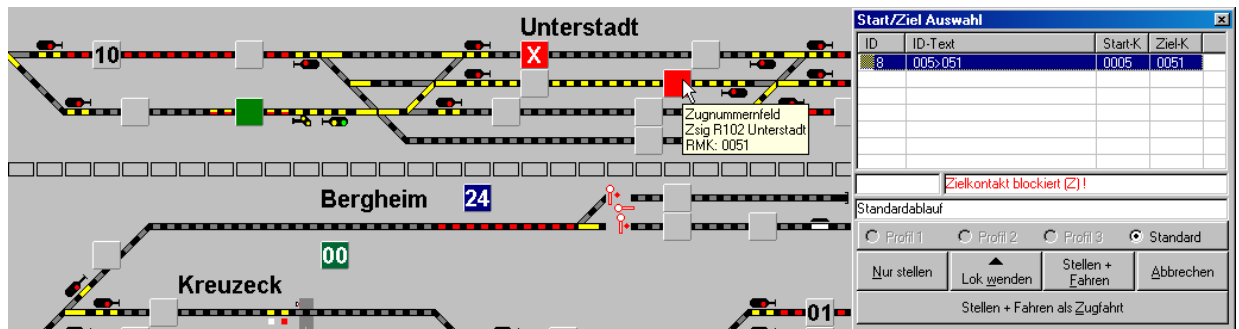 Unterstadt
10
X
Zugnummernfeld
Zsig R102 Unterstadt
RMK: 0051
Bergheim
24
00
Kreuzeck
01
Start/Ziel Auswahl
ID ID-Text Start-K Ziel-K
8 005>051 0005 0051
Zielkontakt blockiert (Z) !
Standardablauf
Profil 1 Profil 2 Profil 3 Standard
Nur stellen
Lok wenden
Stellen +
Fahren
Abbrechen
Stellen + Fahren als Zugfahrt